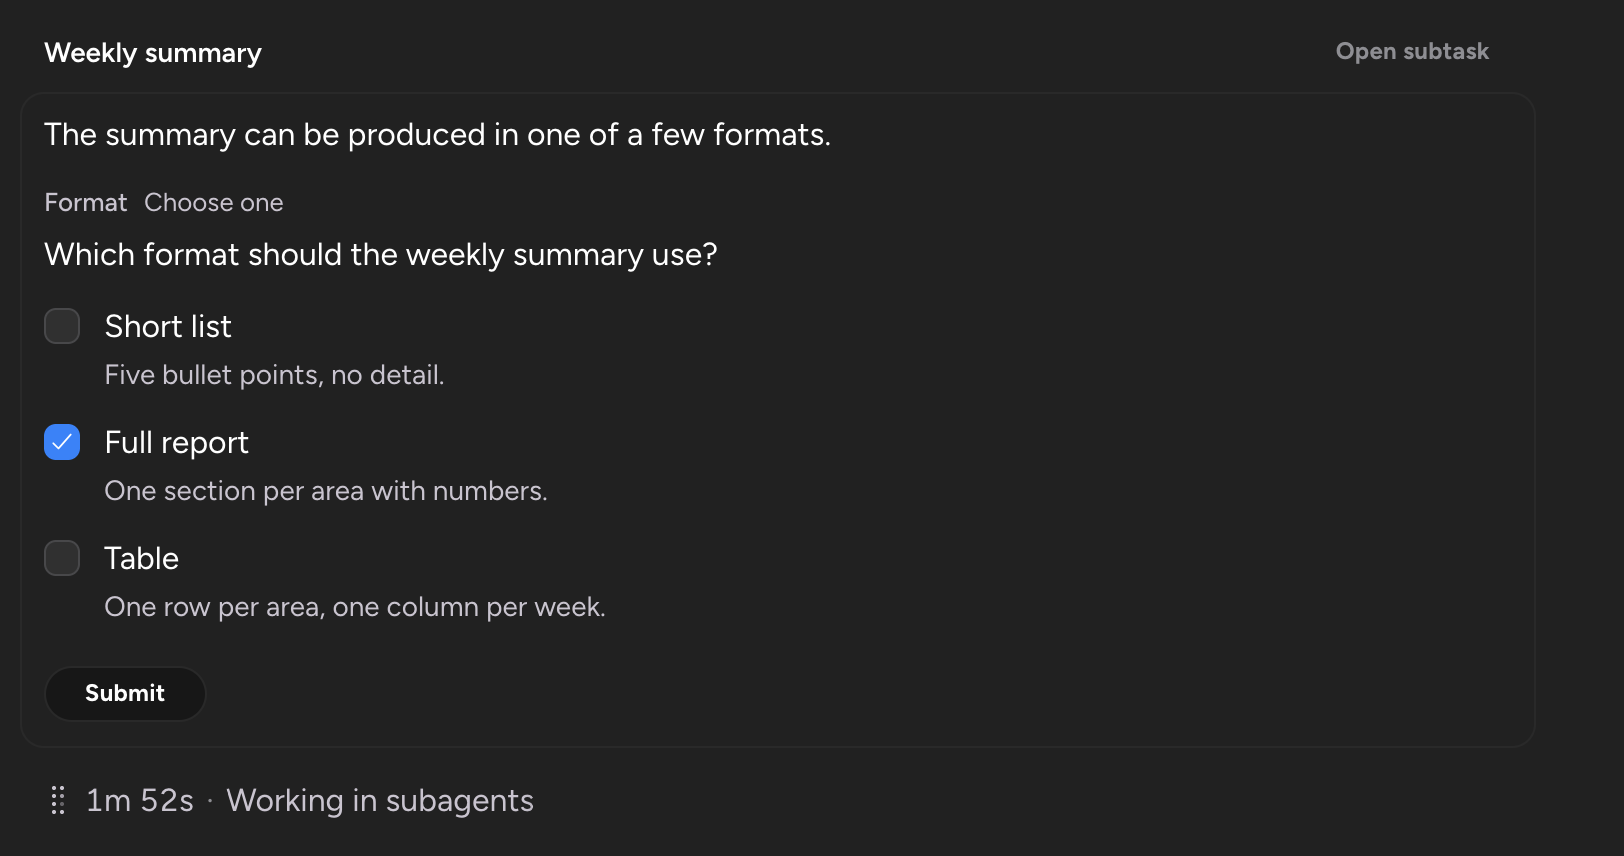 Weekly summary
Open subtask
The summary can be produced in one of a few formats.
Format Choose one
Which format should the weekly summary use?
Short list
Five bullet points, no detail.
Full report
One section per area with numbers.
Table
One row per area, one column per week.
Submit
1m 52s · Working in subagents